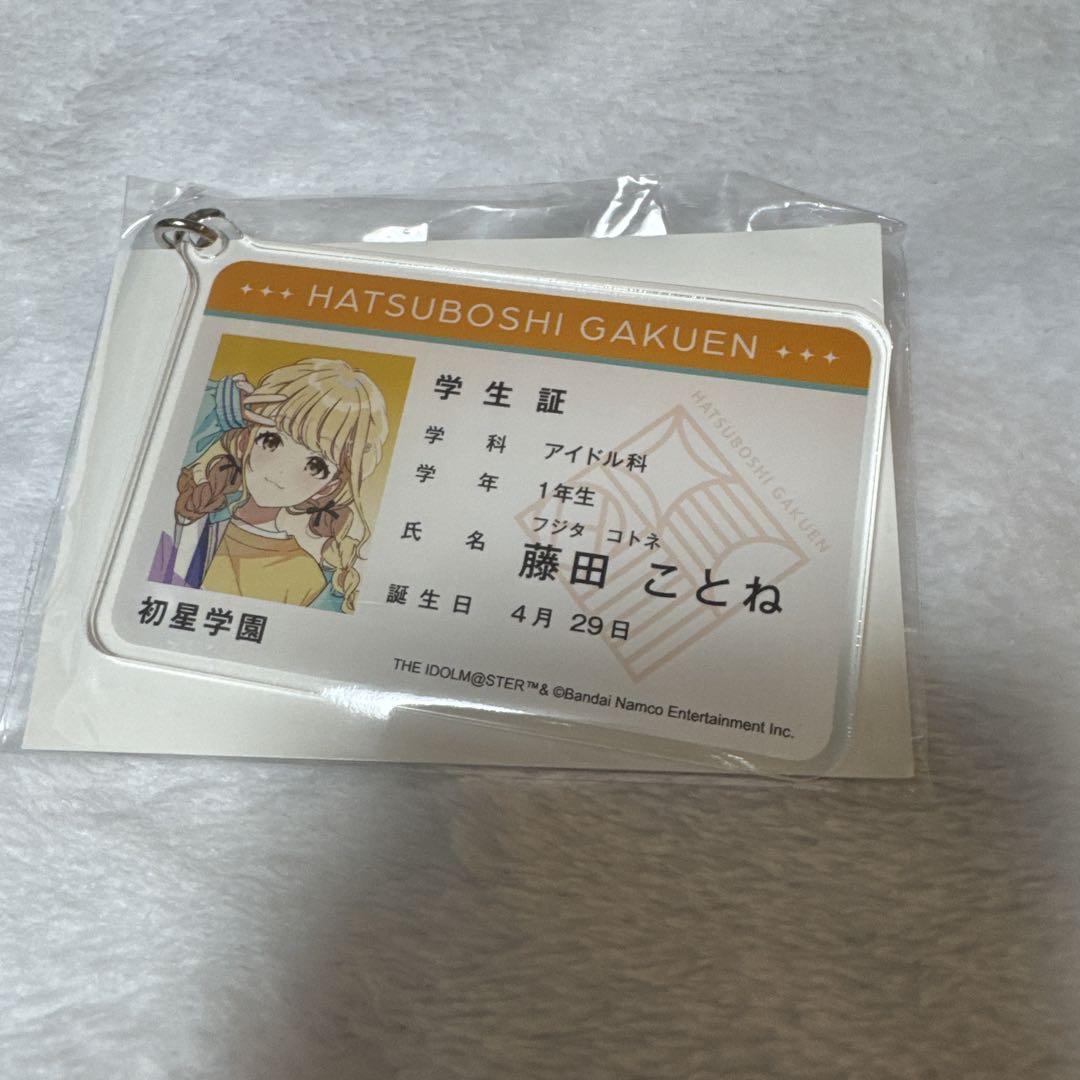 HATSUBOSHI GAKUEN
学生証
学科 アイドル科
学年 1年生
フジタ コトネ
氏名 藤田 ことね
誕生日 4月 29日
初星学園
HATSUBOSHI GAKUEN
THE IDOLM@STER™& ©Bandai Namco Entertainment Inc.